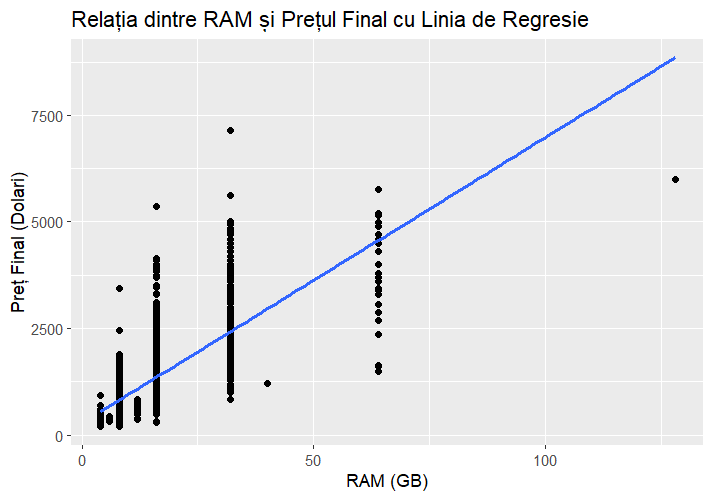 Relația dintre RAM și Prețul Final cu Linia de Regresie
Preț Final (Dolari)
7500
5000
2500
0
0 50 100
RAM (GB)